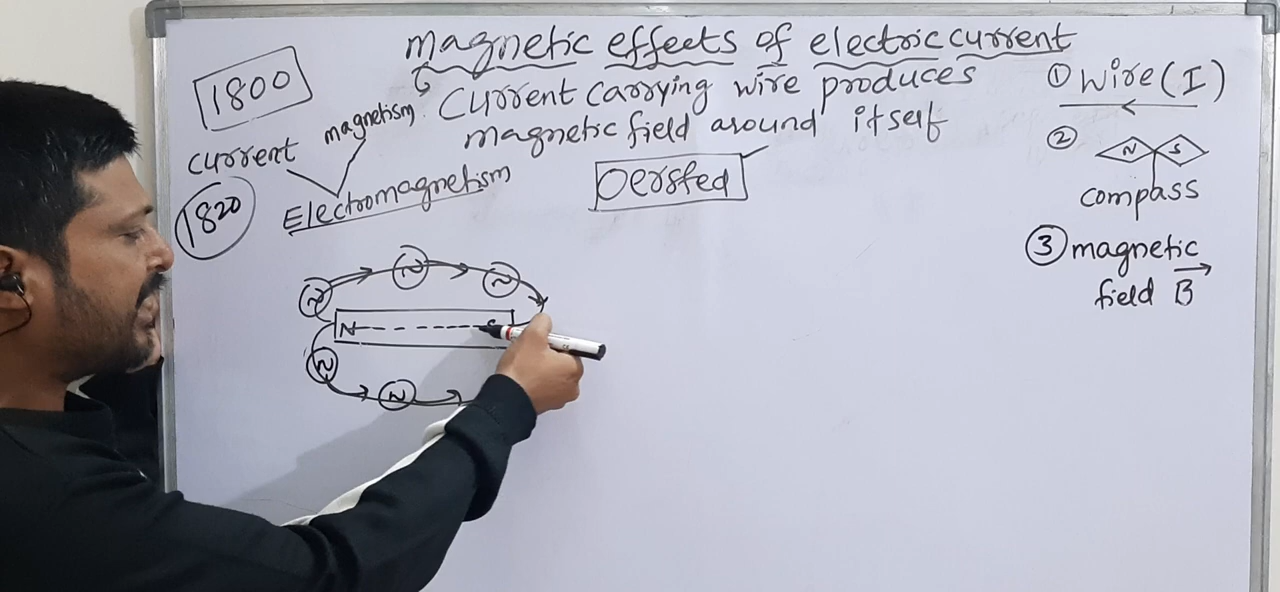 magnetic effects of electric current
1800
Current carrying wire produces
magnetic field around itself
current magnetism
Electromagnetism
1820
Oersted
① Wire (I)
②
N S
compass
③ magnetic
field B
N N N
N S
N N